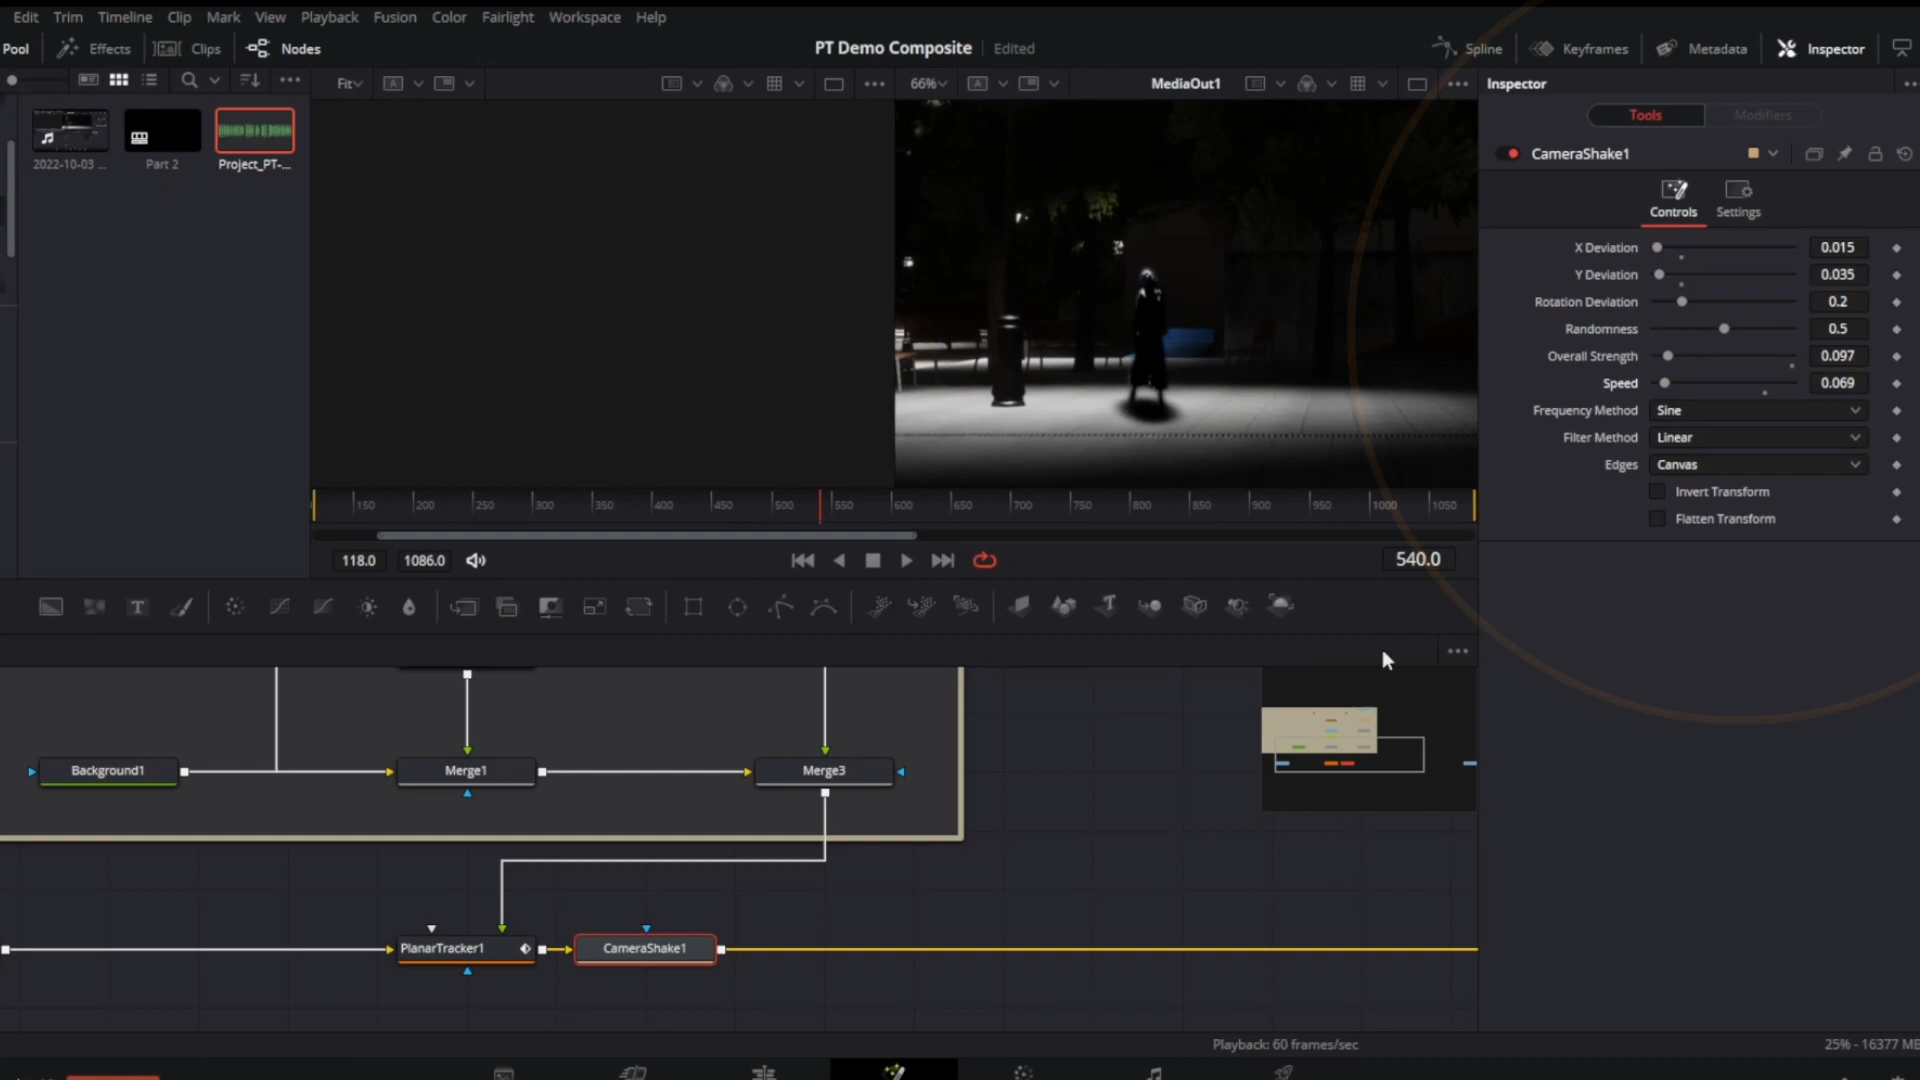 Edit Trim Timeline Clip Mark View Playback Fusion Color Fairlight Workspace Help
Pool Effects Clips Nodes PT Demo Composite Edited Spline Keyframes Metadata Inspector
Fit 66% MediaOut1 Inspector
Tools Modifiers
2022-10-03 ... Part 2 Project_PT-...
CameraShake1
Controls Settings
X Deviation 0.015
Y Deviation 0.035
Rotation Deviation 0.2
Randomness 0.5
Overall Strength 0.097
Speed 0.069
Frequency Method Sine
Filter Method Linear
Edges Canvas
Invert Transform
Flatten Transform
150 200 250 300 350 400 450 500 550 600 650 700 750 800 850 900 950 1000 1050
118.0 1086.0 540.0
Background1 Merge1 Merge3
PlanarTracker1 CameraShake1
Playback: 60 frames/sec 25% - 16377 MB